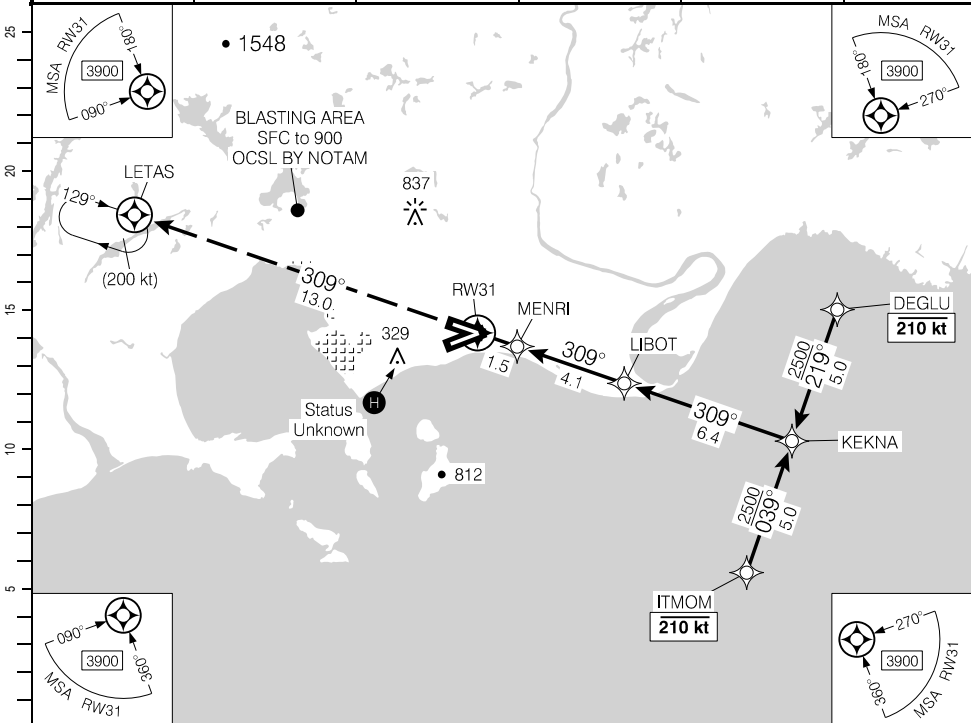 25
20
15
10
5
MSA RW31
180°
3900
090°
1548
MSA RW31
3900
180°
270°
BLASTING AREA
SFC to 900
OCSL BY NOTAM
LETAS
129°
(200 kt)
837
309°
13.0
RW31
MENRI
1.5
309°
4.1
LIBOT
DEGLU
210 kt
2500
219°
5.0
329
Status
Unknown
H
309°
6.4
KEKNA
812
2500
039°
5.0
ITMOM
210 kt
090°
3900
360°
MSA RW31
270°
3900
360°
MSA RW31